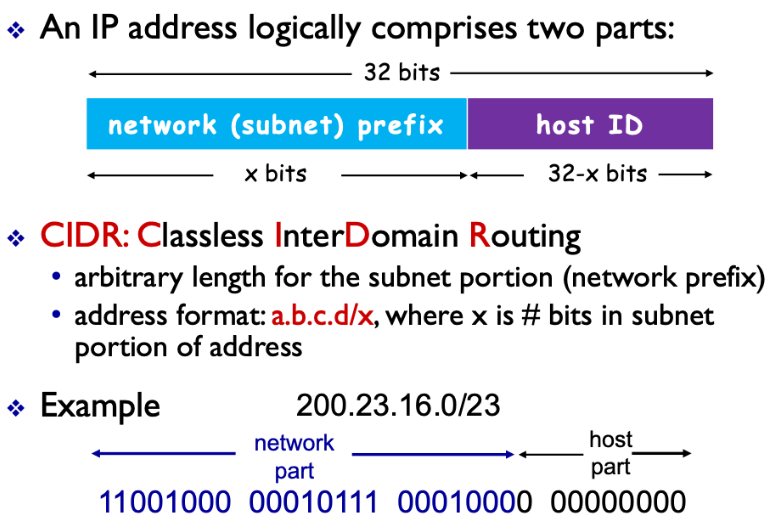 An IP address logically comprises two parts:
32 bits
network (subnet) prefix host ID
x bits 32-x bits
CIDR: Classless InterDomain Routing
• arbitrary length for the subnet portion (network prefix)
• address format: a.b.c.d/x, where x is # bits in subnet
portion of address
Example 200.23.16.0/23
network
part
host
part
11001000 00010111 00010000 00000000